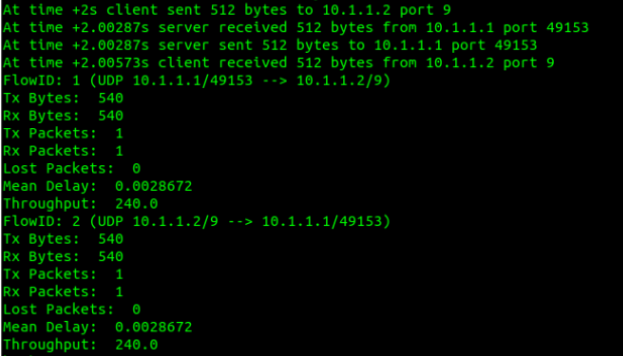 At time +2s client sent 512 bytes to 10.1.1.2 port 9
At time +2.00287s server received 512 bytes from 10.1.1.1 port 49153
At time +2.00287s server sent 512 bytes to 10.1.1.1 port 49153
At time +2.00573s client received 512 bytes from 10.1.1.2 port 9
FlowID: 1 (UDP 10.1.1.1/49153 --> 10.1.1.2/9)
Tx Bytes:  540
Rx Bytes:  540
Tx Packets:  1
Rx Packets:  1
Lost Packets:  0
Mean Delay:  0.0028672
Throughput:  240.0
FlowID: 2 (UDP 10.1.1.2/9 --> 10.1.1.1/49153)
Tx Bytes:  540
Rx Bytes:  540
Tx Packets:  1
Rx Packets:  1
Lost Packets:  0
Mean Delay:  0.0028672
Throughput:  240.0